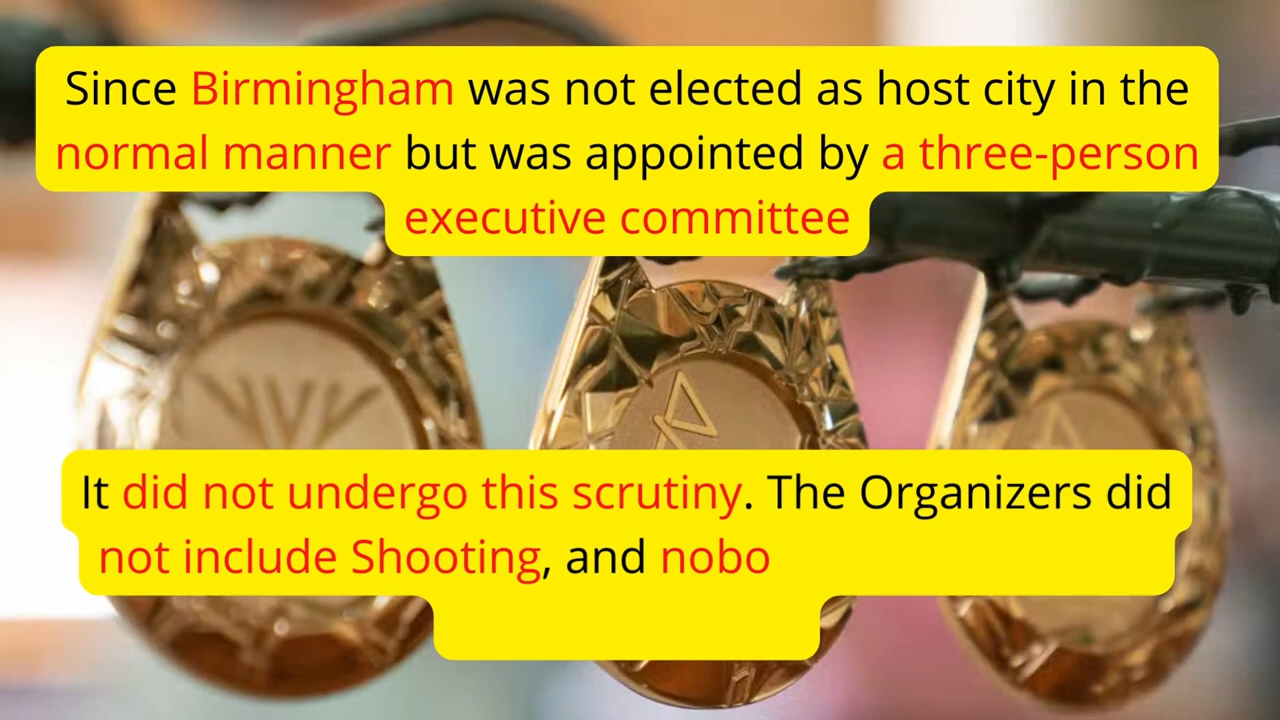 Since Birmingham was not elected as host city in the
normal manner but was appointed by a three-person
executive committee
It did not undergo this scrutiny. The Organizers did
not include Shooting, and nobo